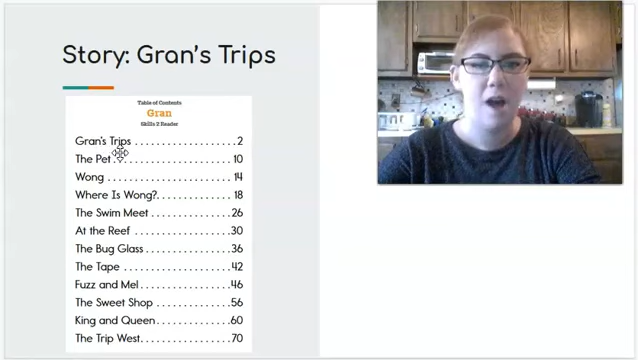 Story: Gran's Trips
Table of Contents
Gran
Skills 2 Reader
Gran's Trips . . . . . . . . . . . . . . . . . . 2
The Pet . . . . . . . . . . . . . . . . . . . . 10
Wong . . . . . . . . . . . . . . . . . . . . . 14
Where Is Wong?. . . . . . . . . . . . . 18
The Swim Meet . . . . . . . . . . . . . . 26
At the Reef . . . . . . . . . . . . . . . . . 30
The Bug Glass . . . . . . . . . . . . . . . 36
The Tape . . . . . . . . . . . . . . . . . . . 42
Fuzz and Mel . . . . . . . . . . . . . . . . 46
The Sweet Shop . . . . . . . . . . . . . 56
King and Queen . . . . . . . . . . . . . 60
The Trip West. . . . . . . . . . . . . . . . 70